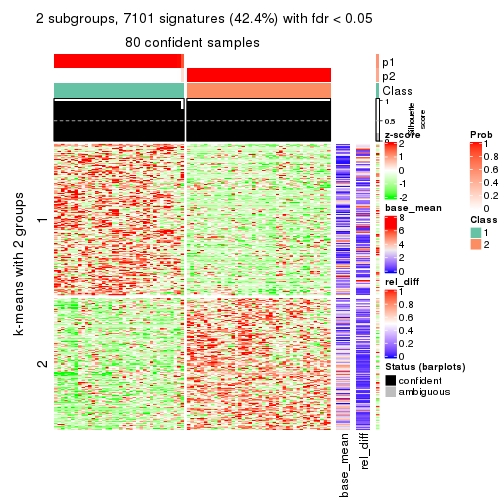 2 subgroups, 7101 signatures (42.4%) with fdr < 0.05
80 confident samples
p1
p2
Class
1
0.5
0
Silhouette
score
k-means with 2 groups
1
2
base_mean
rel_diff
z-score
2
1
0
-1
-2
base_mean
8
6
4
2
0
rel_diff
1
0.8
0.6
0.4
0.2
0
Status (barplots)
confident
ambiguous
Prob
1
0.8
0.6
0.4
0.2
0
Class
1
2